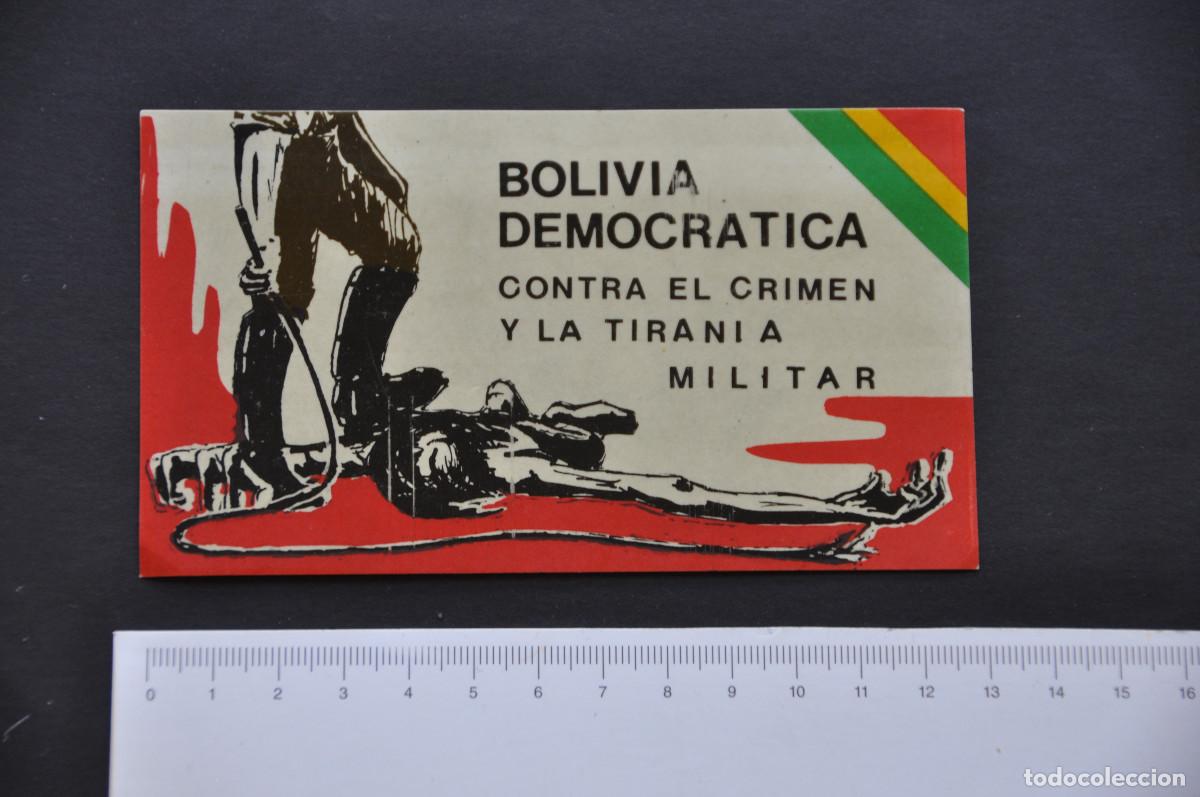 BOLIVIA
DEMOCRATICA
CONTRA EL CRIMEN
Y LA TIRANIA
MILITAR
0 1 2 3 4 5 6 7 8 9 10 11 12 13 14 15 16
todocoleccion